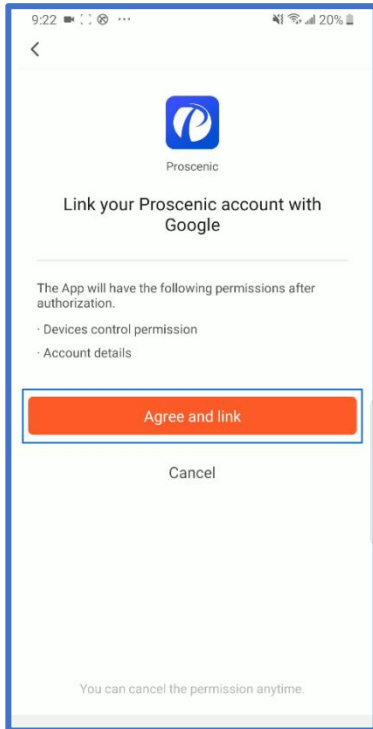 9:22 ··· 20%
Proscenic
Link your Proscenic account with
Google
The App will have the following permissions after
authorization.
· Devices control permission
· Account details
Agree and link
Cancel
You can cancel the permission anytime.